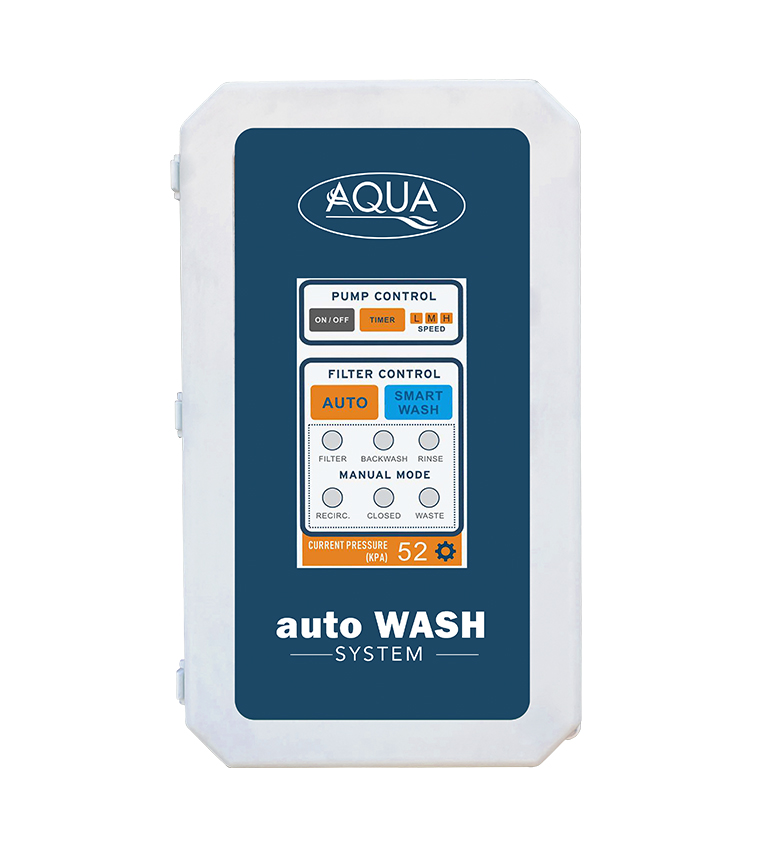 AQUA
PUMP CONTROL
ON / OFF TIMER L M H
SPEED
FILTER CONTROL
AUTO SMART
WASH
FILTER BACKWASH RINSE
MANUAL MODE
RECIRC. CLOSED WASTE
CURRENT PRESSURE
(KPA) 52
auto WASH
SYSTEM